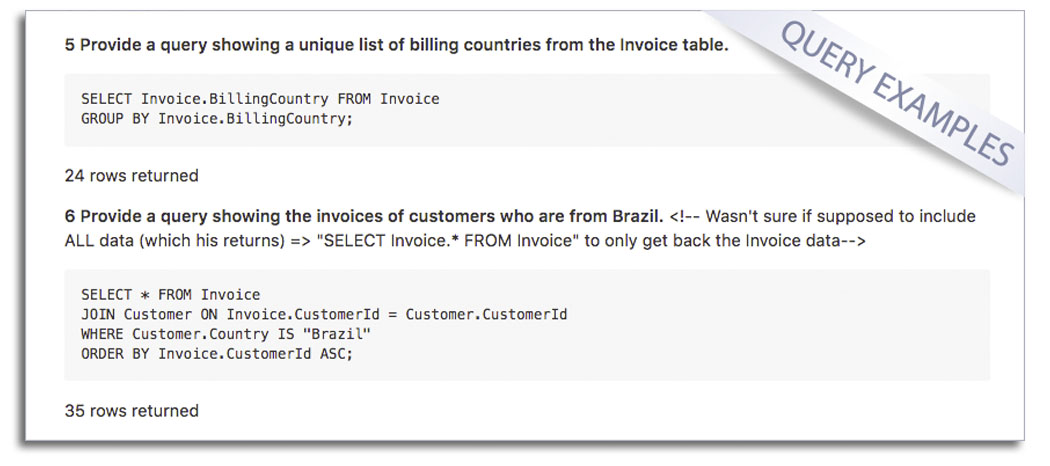 5 Provide a query showing a unique list of billing countries from the Invoice table.
QUERY EXAMPLES
SELECT Invoice.BillingCountry FROM Invoice
GROUP BY Invoice.BillingCountry;
24 rows returned
6 Provide a query showing the invoices of customers who are from Brazil. <!-- Wasn't sure if supposed to include
ALL data (which his returns) => "SELECT Invoice.* FROM Invoice" to only get back the Invoice data-->
SELECT * FROM Invoice
JOIN Customer ON Invoice.CustomerId = Customer.CustomerId
WHERE Customer.Country IS "Brazil"
ORDER BY Invoice.CustomerId ASC;
35 rows returned